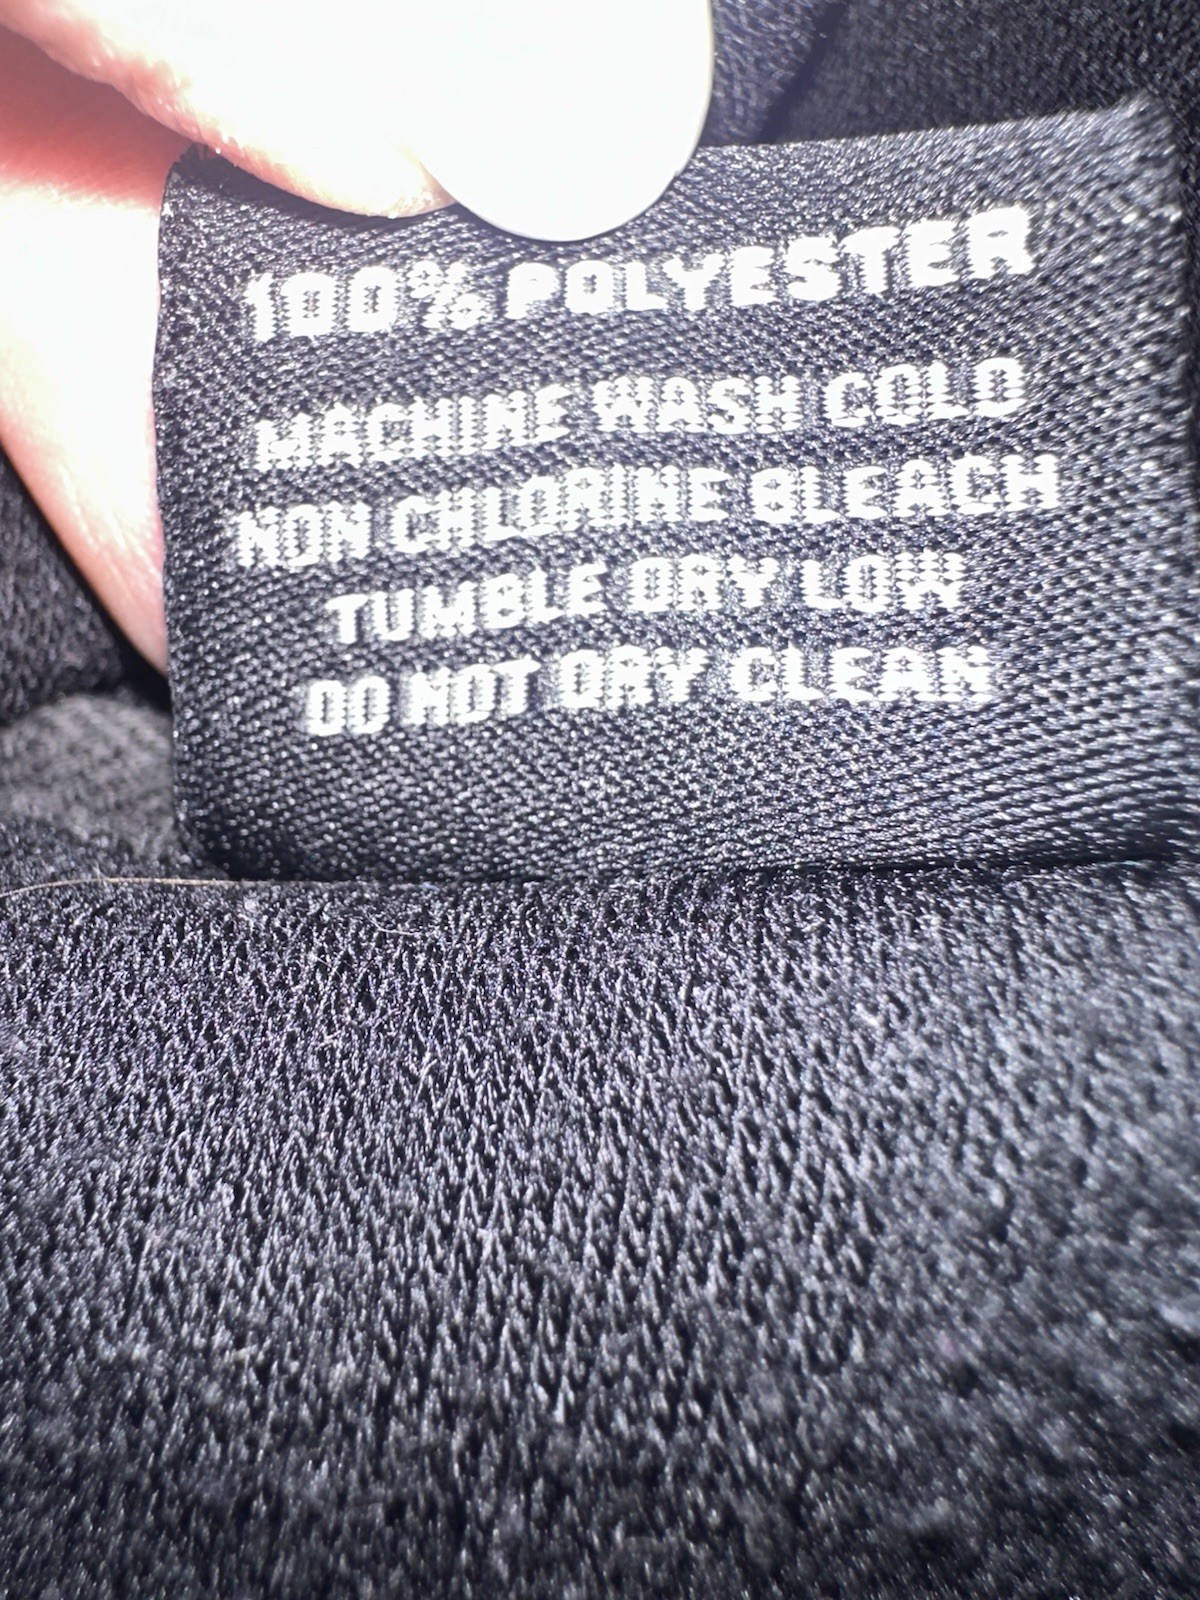 100% POLYESTER
MACHINE WASH COLD
NON CHLORINE BLEACH
TUMBLE DRY LOW
DO NOT DRY CLEAN